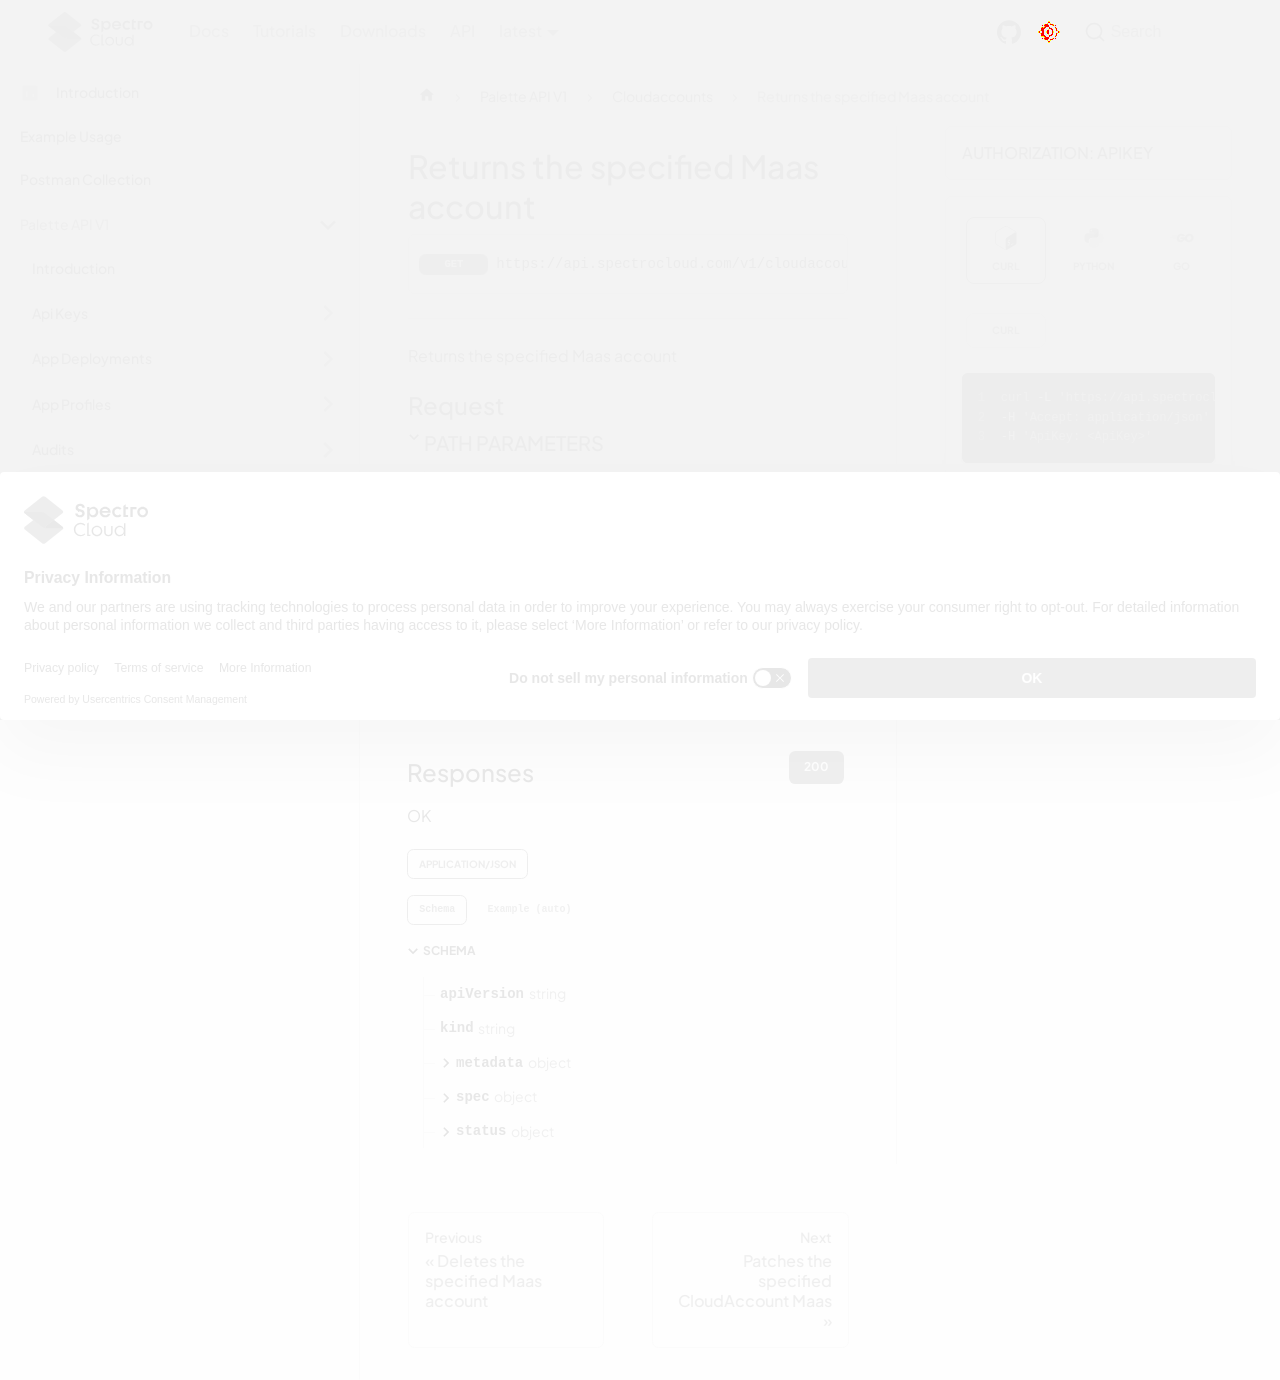 Spectro
Cloud
Docs
Tutorials
Downloads
API
latest
Search
Introduction
Example Usage
Postman Collection
Palette API V1
Introduction
Api Keys
App Deployments
App Profiles
Audits
Palette API V1
Cloudaccounts
Returns the specified Maas account
Returns the specified Maas
account
GET
https://api.spectrocloud.com/v1/cloudaccou
Returns the specified Maas account
Request
PATH PARAMETERS
AUTHORIZATION: APIKEY
CURL
PYTHON
GO
GO
CURL
Spectro
Cloud
Privacy Information
We and our partners are using tracking technologies to process personal data in order to improve your experience. You may always exercise your consumer right to opt-out. For detailed information
about personal information we collect and third parties having access to it, please select ‘More Information’ or refer to our privacy policy.
Privacy policy
Terms of service
More Information
Powered by Usercentrics Consent Management
Do not sell my personal information
OK
Responses
200
OK
APPLICATION/JSON
Schema
Example (auto)
SCHEMA
apiVersion string
kind string
metadata object
spec object
status object
Previous
« Deletes the
specified Maas
account
Next
Patches the
specified
CloudAccount Maas
»